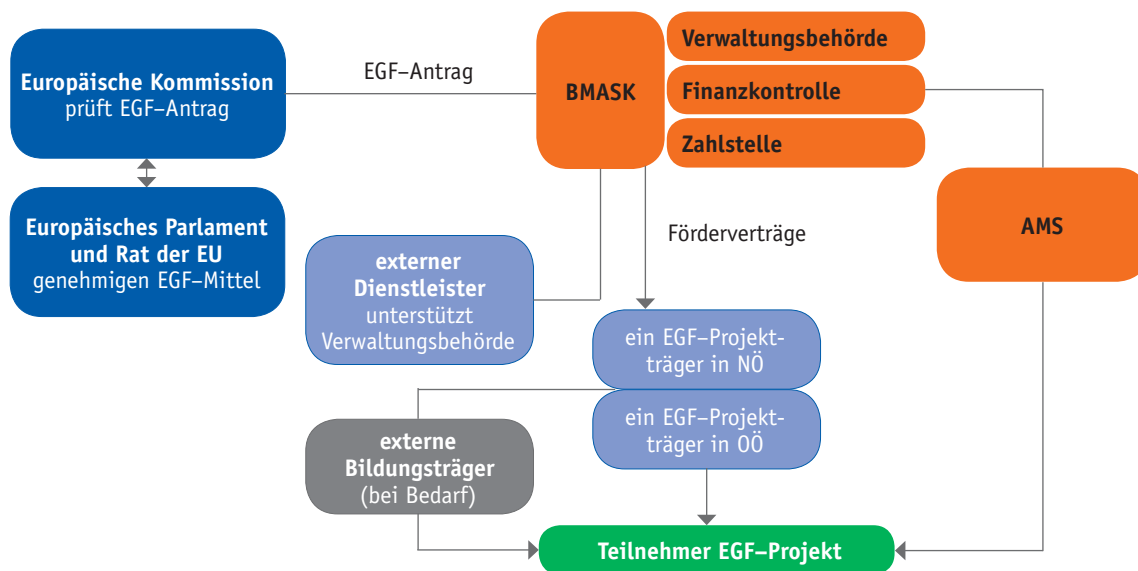 Europäische Kommission
prüft EGF–Antrag
EGF–Antrag
BMASK
Verwaltungsbehörde
Finanzkontrolle
Zahlstelle
Europäisches Parlament
und Rat der EU
genehmigen EGF–Mittel
AMS
Förderverträge
externer
Dienstleister
unterstützt
Verwaltungsbehörde
ein EGF–Projekt-
träger in NÖ
ein EGF–Projekt-
träger in OÖ
externe
Bildungsträger
(bei Bedarf)
Teilnehmer EGF–Projekt